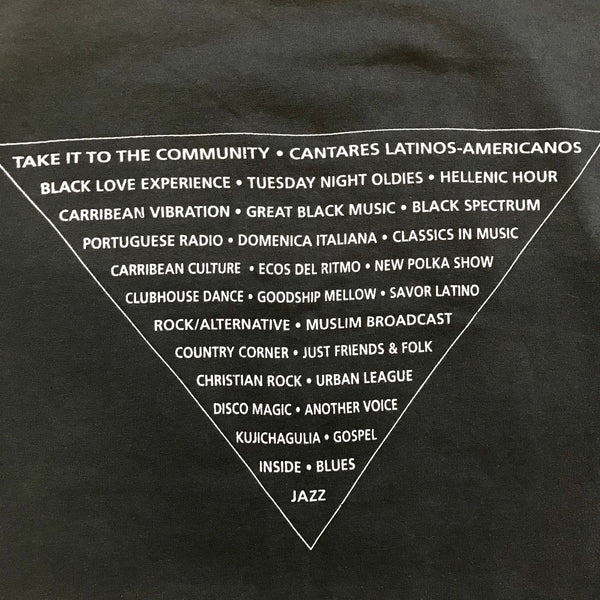 TAKE IT TO THE COMMUNITY • CANTARES LATINOS-AMERICANOS
BLACK LOVE EXPERIENCE • TUESDAY NIGHT OLDIES • HELLENIC HOUR
CARRIBEAN VIBRATION • GREAT BLACK MUSIC • BLACK SPECTRUM
PORTUGUESE RADIO • DOMENICA ITALIANA • CLASSICS IN MUSIC
CARRIBEAN CULTURE • ECOS DEL RITMO • NEW POLKA SHOW
CLUBHOUSE DANCE • GOODSHIP MELLOW • SAVOR LATINO
ROCK/ALTERNATIVE • MUSLIM BROADCAST
COUNTRY CORNER • JUST FRIENDS & FOLK
CHRISTIAN ROCK • URBAN LEAGUE
DISCO MAGIC • ANOTHER VOICE
KUJICHAGULIA • GOSPEL
INSIDE • BLUES
JAZZ